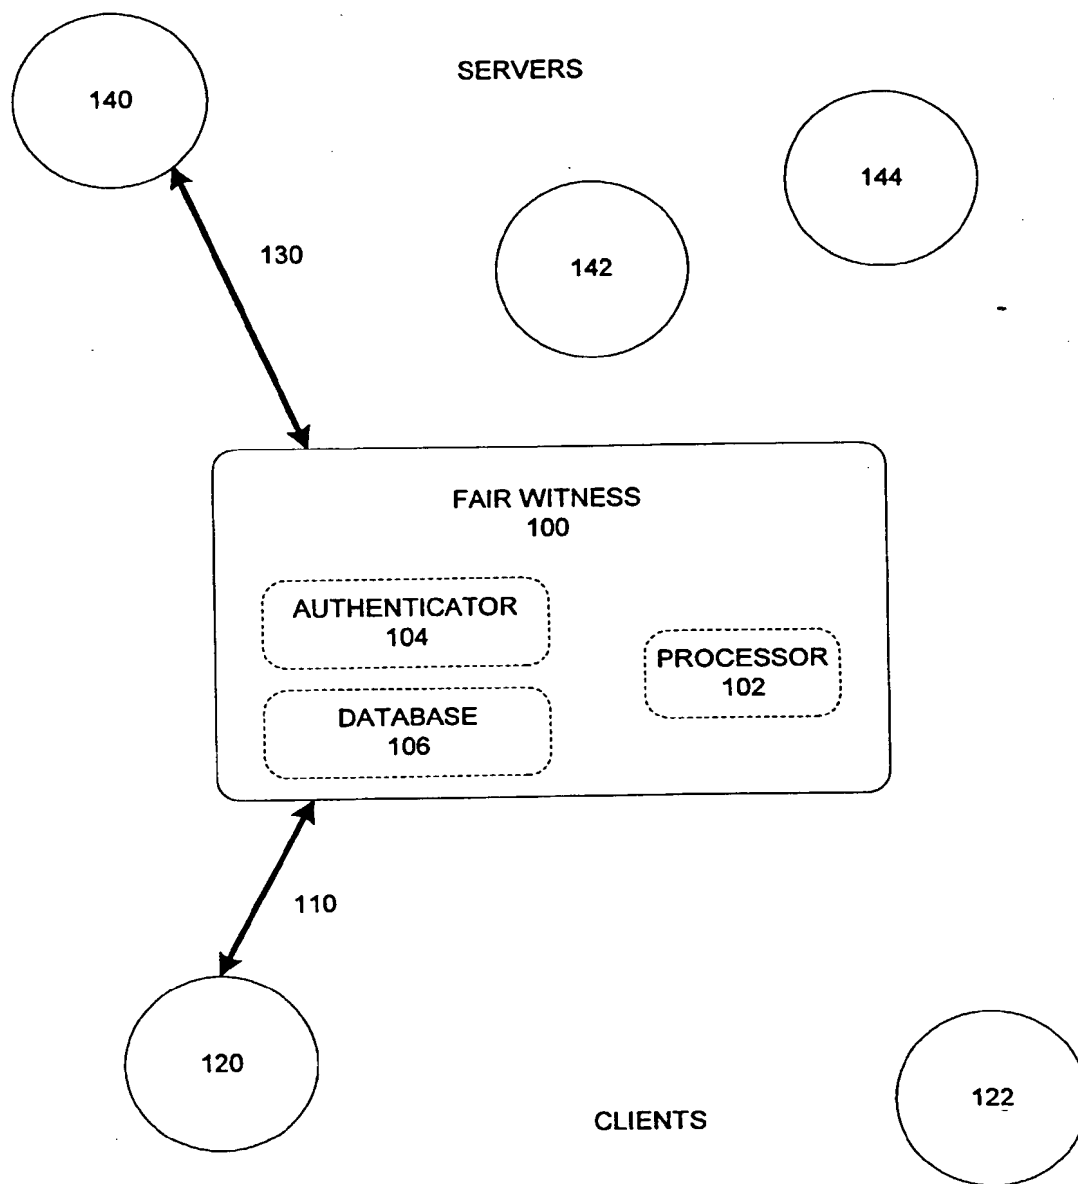 SERVERS
140
144
142
130
FAIR WITNESS
100
AUTHENTICATOR
104
PROCESSOR
102
DATABASE
106
110
120
CLIENTS
122